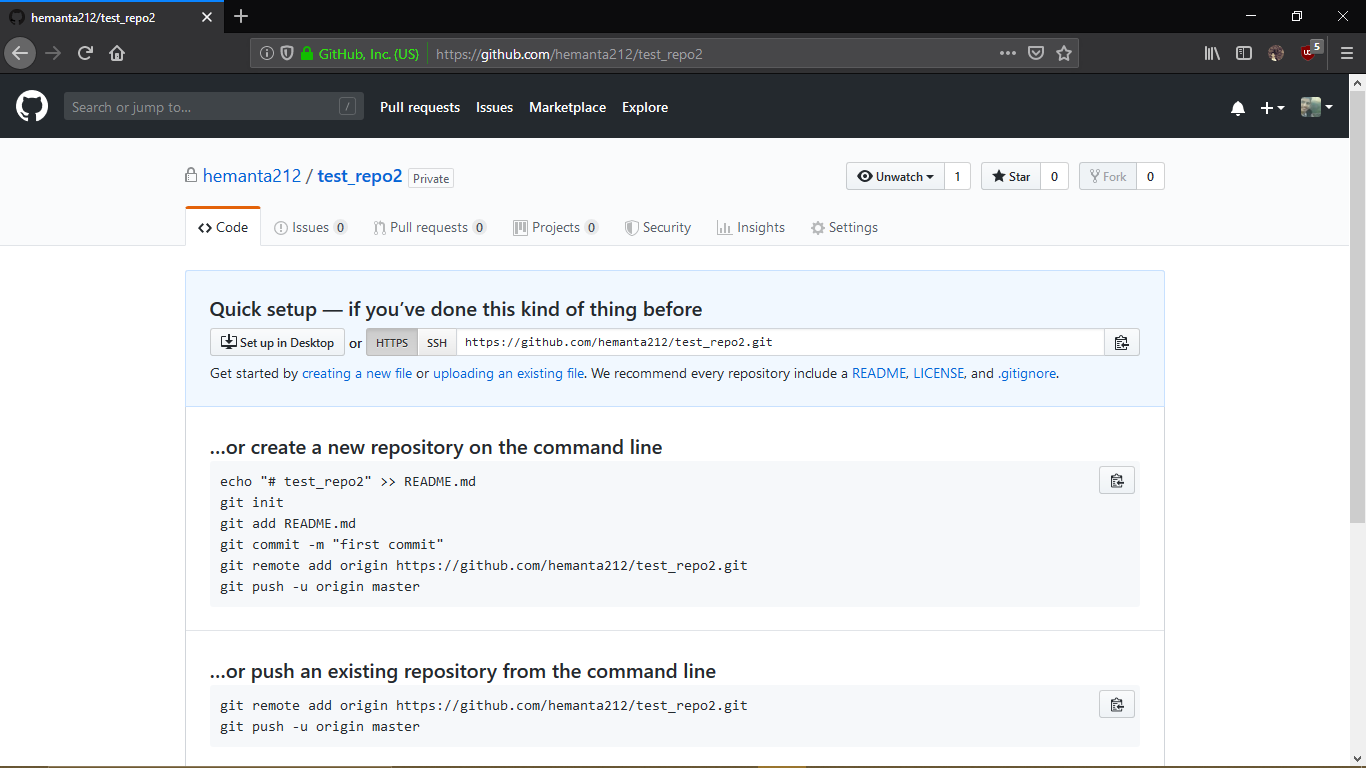 hemanta212/test_repo2
GitHub, Inc. (US) https://github.com/hemanta212/test_repo2
5
Search or jump to... / Pull requests Issues Marketplace Explore
hemanta212 / test_repo2 Private
Unwatch 1 Star 0 Fork 0
Code Issues 0 Pull requests 0 Projects 0 Security Insights Settings
Quick setup — if you’ve done this kind of thing before
Set up in Desktop or HTTPS SSH https://github.com/hemanta212/test_repo2.git
Get started by creating a new file or uploading an existing file. We recommend every repository include a README, LICENSE, and .gitignore.
…or create a new repository on the command line
echo "# test_repo2" >> README.md
git init
git add README.md
git commit -m "first commit"
git remote add origin https://github.com/hemanta212/test_repo2.git
git push -u origin master
…or push an existing repository from the command line
git remote add origin https://github.com/hemanta212/test_repo2.git
git push -u origin master